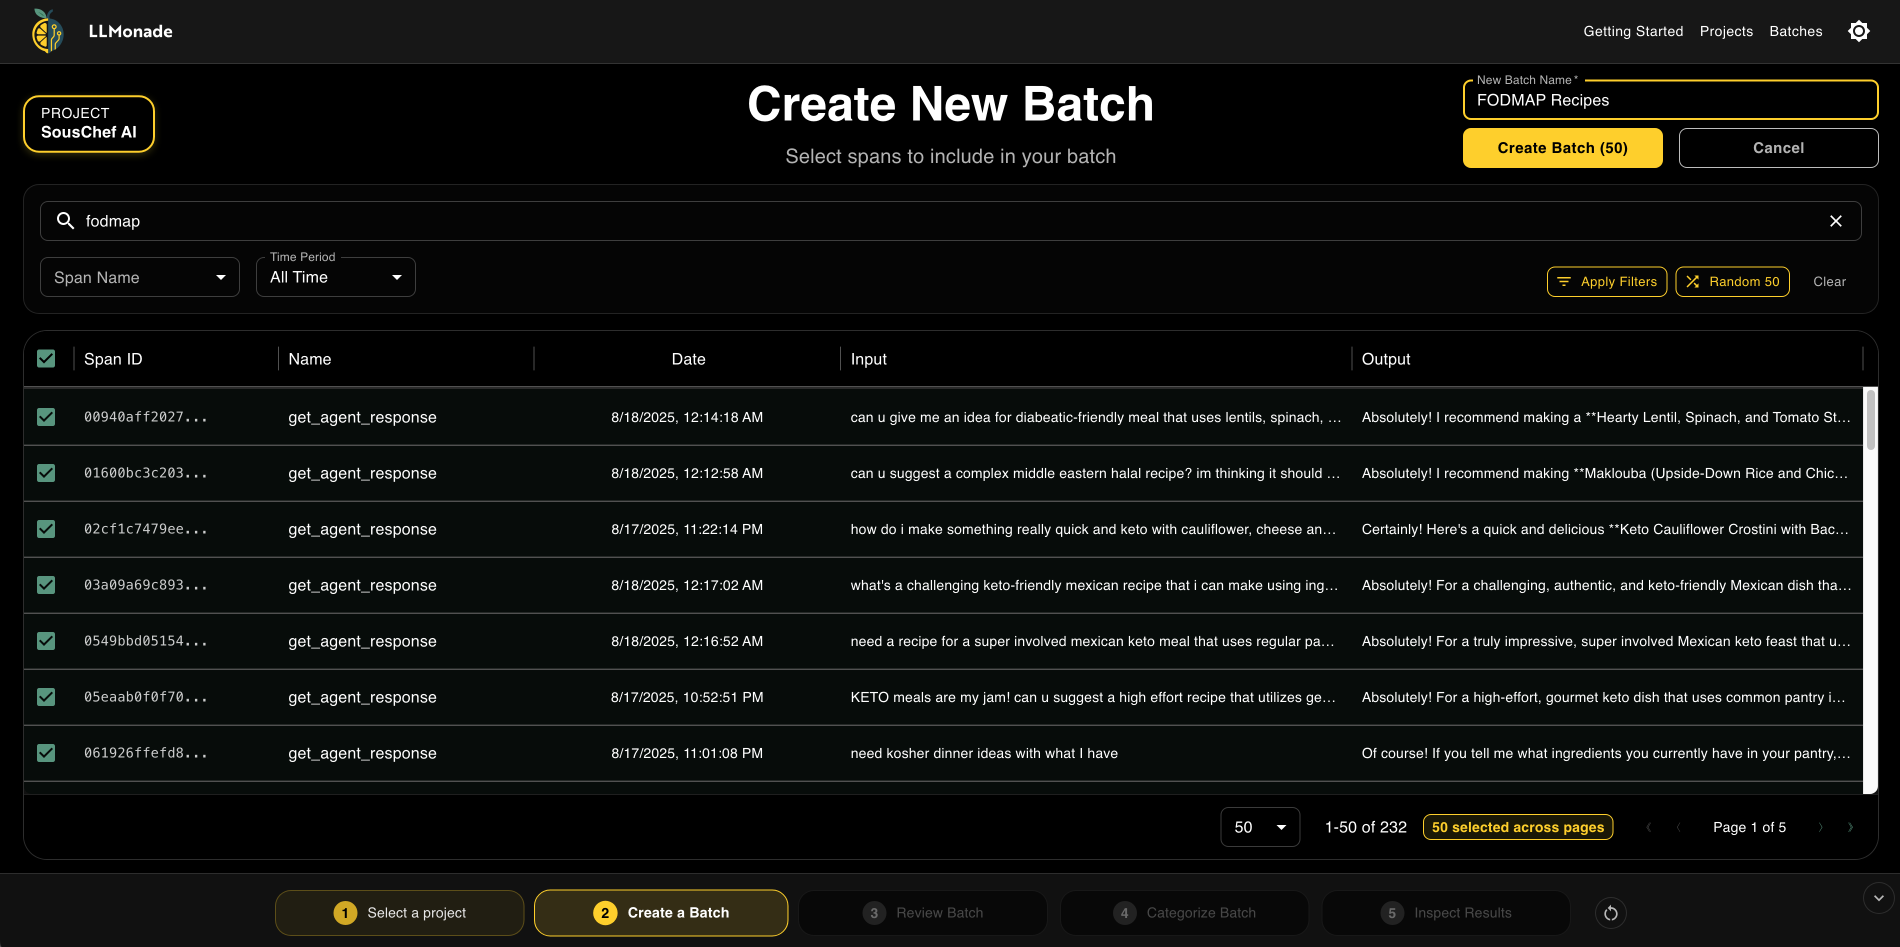 LLMonade
Getting Started Projects Batches
PROJECT
SousChef AI
Create New Batch
Select spans to include in your batch
New Batch Name *
FODMAP Recipes
Create Batch (50) Cancel
fodmap
Span Name
Time Period
All Time
Apply Filters Random 50 Clear
Span ID Name Date Input Output
00940aff2027... get_agent_response 8/18/2025, 12:14:18 AM can u give me an idea for diabeatic-friendly meal that uses lentils, spinach, ... Absolutely! I recommend making a **Hearty Lentil, Spinach, and Tomato St...
01600bc3c203... get_agent_response 8/18/2025, 12:12:58 AM can u suggest a complex middle eastern halal recipe? im thinking it should ... Absolutely! I recommend making **Maklouba (Upside-Down Rice and Chic...
02cf1c7479ee... get_agent_response 8/17/2025, 11:22:14 PM how do i make something really quick and keto with cauliflower, cheese an... Certainly! Here's a quick and delicious **Keto Cauliflower Crostini with Bac...
03a09a69c893... get_agent_response 8/18/2025, 12:17:02 AM what's a challenging keto-friendly mexican recipe that i can make using ing... Absolutely! For a challenging, authentic, and keto-friendly Mexican dish tha...
0549bbd05154... get_agent_response 8/18/2025, 12:16:52 AM need a recipe for a super involved mexican keto meal that uses regular pa... Absolutely! For a truly impressive, super involved Mexican keto feast that u...
05eaab0f0f70... get_agent_response 8/17/2025, 10:52:51 PM KETO meals are my jam! can u suggest a high effort recipe that utilizes ge... Absolutely! For a high-effort, gourmet keto dish that uses common pantry i...
061926ffefd8... get_agent_response 8/17/2025, 11:01:08 PM need kosher dinner ideas with what I have Of course! If you tell me what ingredients you currently have in your pantry,...
50 1-50 of 232 50 selected across pages Page 1 of 5
1 Select a project 2 Create a Batch 3 Review Batch 4 Categorize Batch 5 Inspect Results